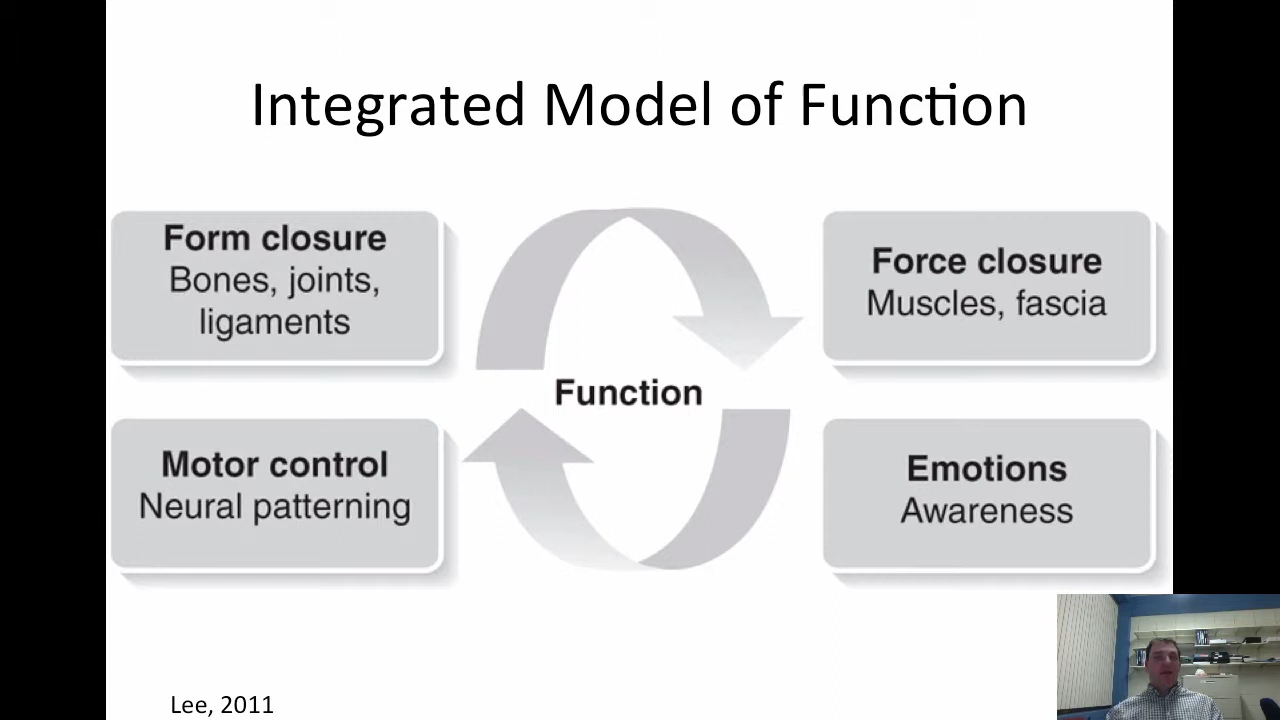 Integrated Model of Function
Form closure
Bones, joints,
ligaments
Force closure
Muscles, fascia
Function
Motor control
Neural patterning
Emotions
Awareness
Lee, 2011